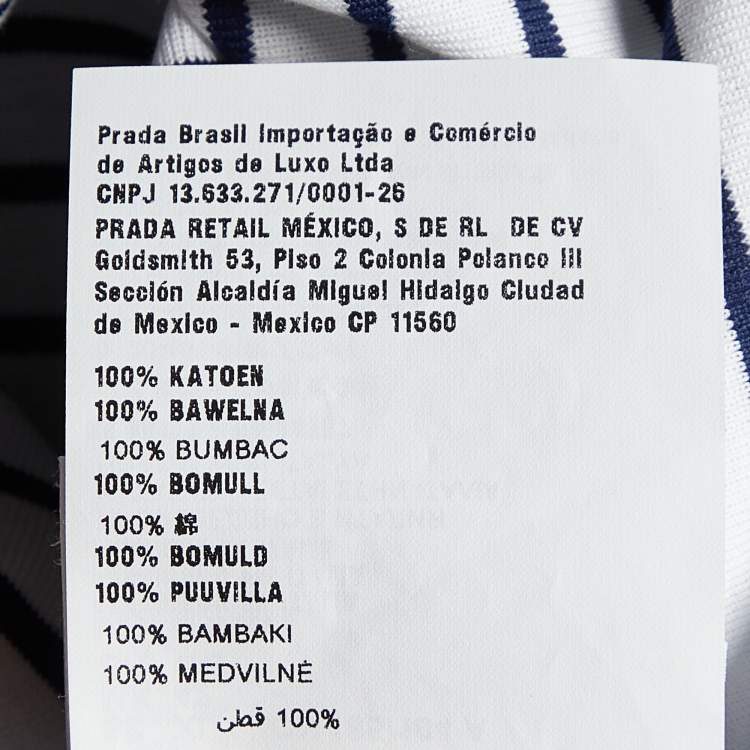 Prada Brasil Importação e Comércio
de Artigos de Luxo Ltda
CNPJ 13.633.271/0001-26
PRADA RETAIL MÉXICO, S DE RL DE CV
Goldsmith 53, Piso 2 Colonia Polanco III
Sección Alcaldía Miguel Hidalgo Ciudad
de Mexico - Mexico CP 11560
100% KATOEN
100% BAWELNA
100% BUMBAC
100% BOMULL
100% 綿
100% BOMULD
100% PUUVILLA
100% BAMBAKI
100% MEDVILNĖ
100% قطن